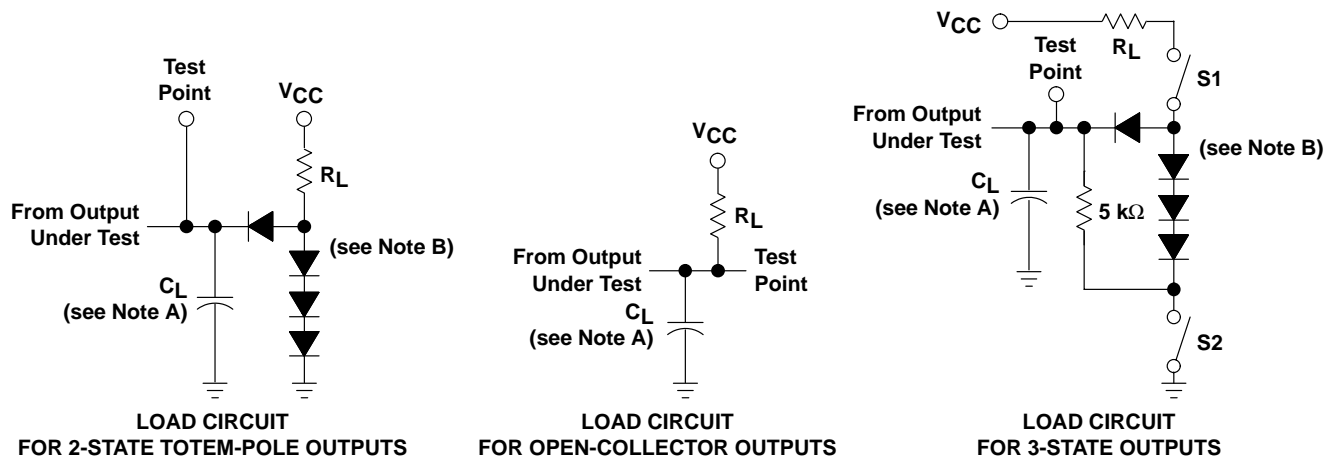 Test
Point
VCC
RL
From Output
Under Test
(see Note B)
CL
(see Note A)
LOAD CIRCUIT
FOR 2-STATE TOTEM-POLE OUTPUTS
VCC
RL
From Output
Under Test
Test
Point
CL
(see Note A)
LOAD CIRCUIT
FOR OPEN-COLLECTOR OUTPUTS
VCC
RL
S1
Test
Point
From Output
Under Test
(see Note B)
CL
(see Note A)
5 kΩ
S2
LOAD CIRCUIT
FOR 3-STATE OUTPUTS